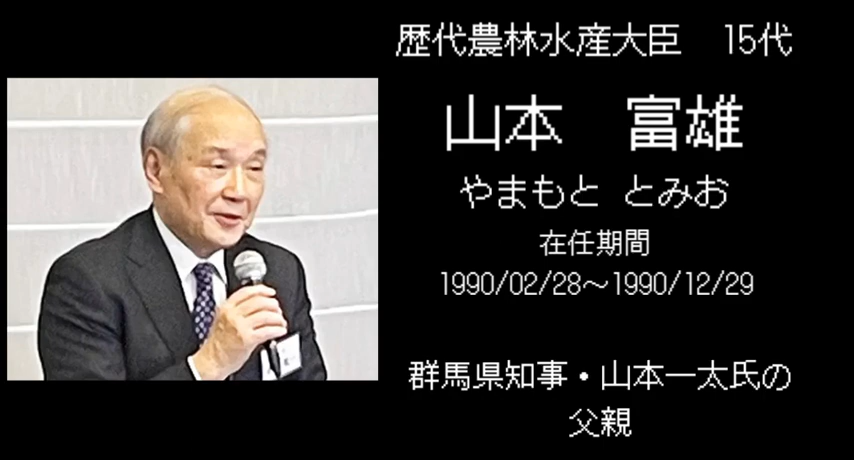 歴代農林水産大臣　15代
山本　富雄
やまもと とみお
在任期間
1990/02/28～1990/12/29
群馬県知事・山本一太氏の
父親